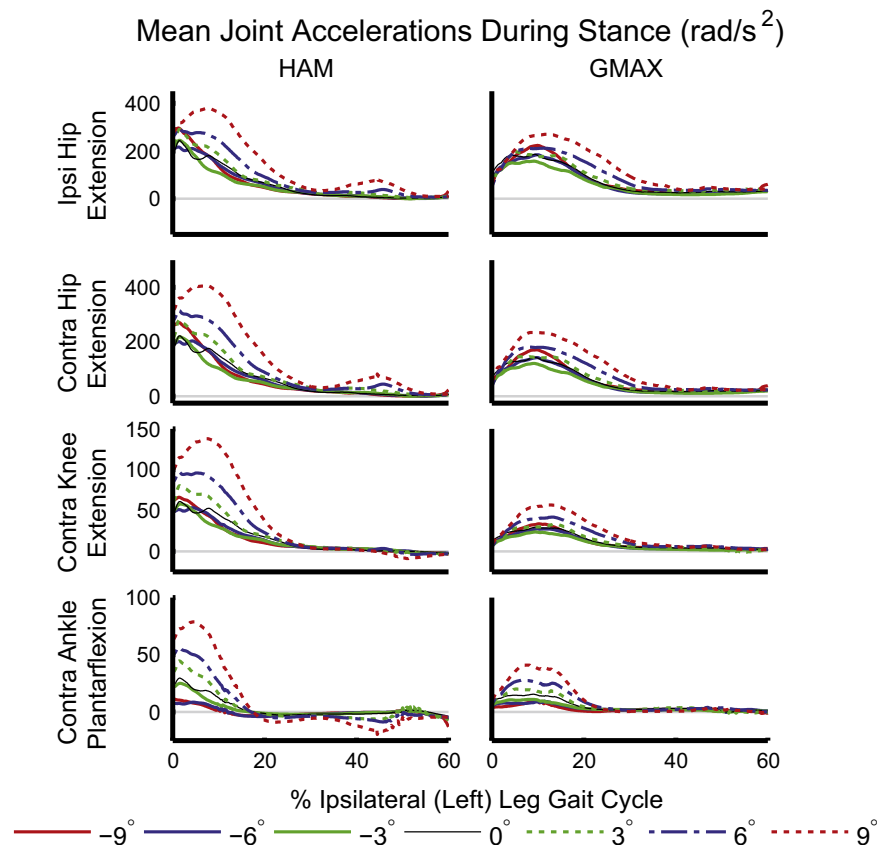 Mean Joint Accelerations During Stance (rad/s²)
HAM
GMAX
Ipsi Hip
Extension
400
200
0
Contra Hip
Extension
400
200
0
Contra Knee
Extension
150
100
50
0
Contra Ankle
Plantarflexion
100
50
0
0 20 40 60
0 20 40 60
% Ipsilateral (Left) Leg Gait Cycle
−9° −6° −3° 0° 3° 6° 9°